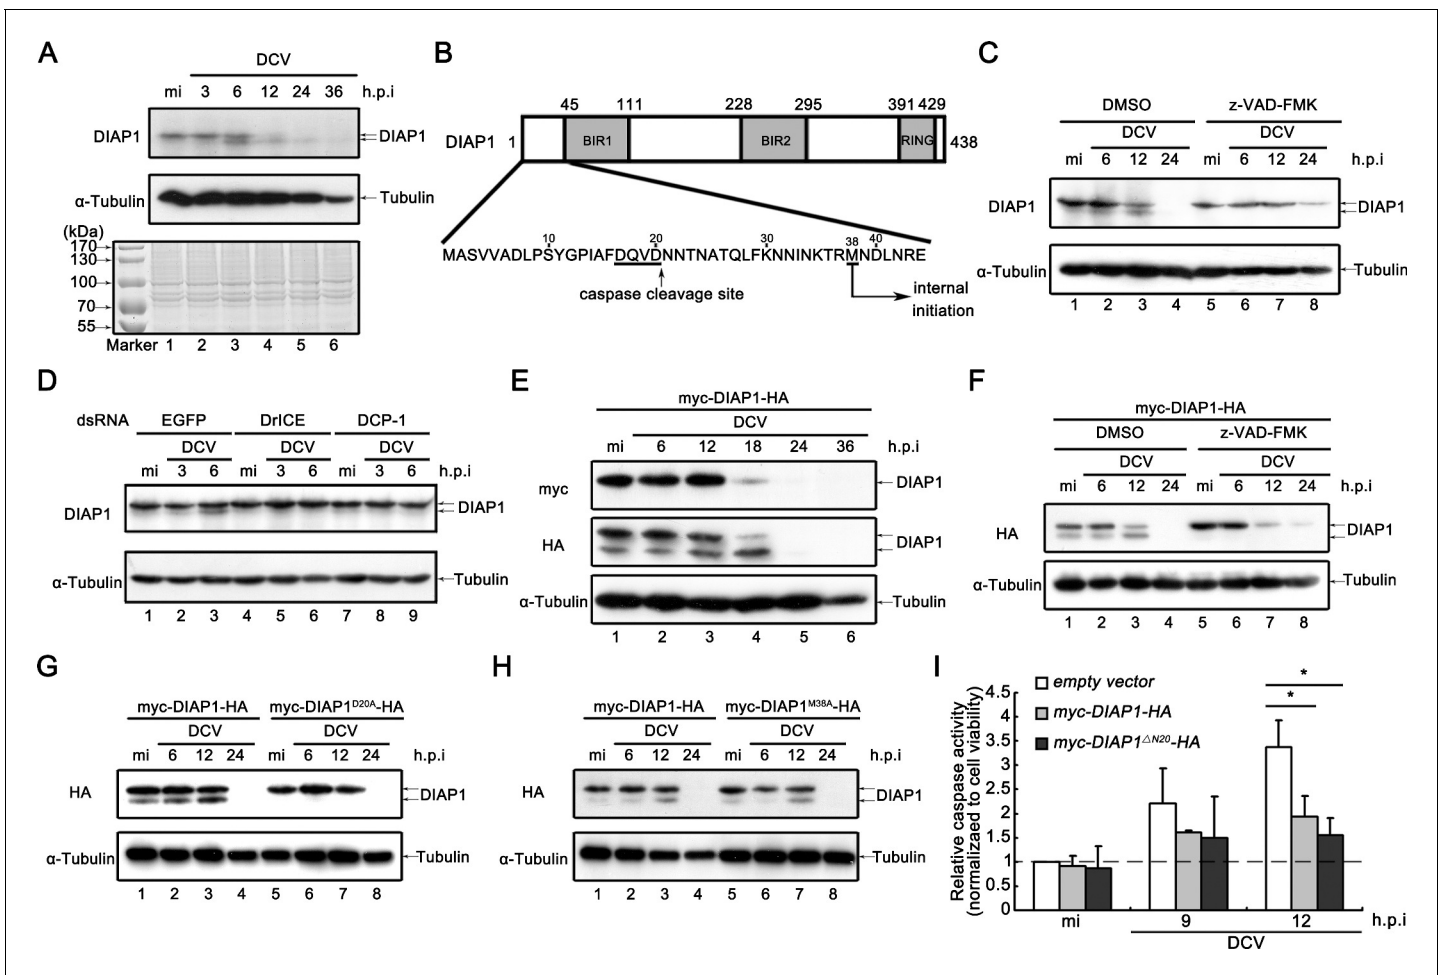 A
DCV
mi 3 6 12 24 36 h.p.i
DIAP1 DIAP1
α-Tubulin Tubulin
(kDa)
170
130
100
70
55
Marker 1 2 3 4 5 6
B
45 111 228 295 391 429
DIAP1 1 BIR1 BIR2 RING 438
10 20 30 38 40
MASVVADLPSYGPIAFDQVDNNTNATQLFKNNINKTRMNDLNRE
caspase cleavage site
internal
initiation
C
DMSO z-VAD-FMK
DCV DCV
mi 6 12 24 mi 6 12 24 h.p.i
DIAP1 DIAP1
α-Tubulin Tubulin
1 2 3 4 5 6 7 8
D
dsRNA EGFP DrICE DCP-1
DCV DCV DCV
mi 3 6 mi 3 6 mi 3 6 h.p.i
DIAP1 DIAP1
α-Tubulin Tubulin
1 2 3 4 5 6 7 8 9
E
myc-DIAP1-HA
DCV
mi 6 12 18 24 36 h.p.i
myc DIAP1
HA DIAP1
α-Tubulin Tubulin
1 2 3 4 5 6
F
myc-DIAP1-HA
DMSO z-VAD-FMK
DCV DCV
mi 6 12 24 mi 6 12 24 h.p.i
HA DIAP1
α-Tubulin Tubulin
1 2 3 4 5 6 7 8
G
myc-DIAP1-HA myc-DIAP1D20A-HA
DCV DCV
mi 6 12 24 mi 6 12 24 h.p.i
HA DIAP1
α-Tubulin Tubulin
1 2 3 4 5 6 7 8
H
myc-DIAP1-HA myc-DIAP1M38A-HA
DCV DCV
mi 6 12 24 mi 6 12 24 h.p.i
HA DIAP1
α-Tubulin Tubulin
1 2 3 4 5 6 7 8
I
Relative caspase activity
(normalizaed to cell viability)
4.5
4
3.5
3
2.5
2
1.5
1
0.5
0
empty vector
myc-DIAP1-HA
myc-DIAP1△N20-HA
*
*
mi 9 12 h.p.i
DCV